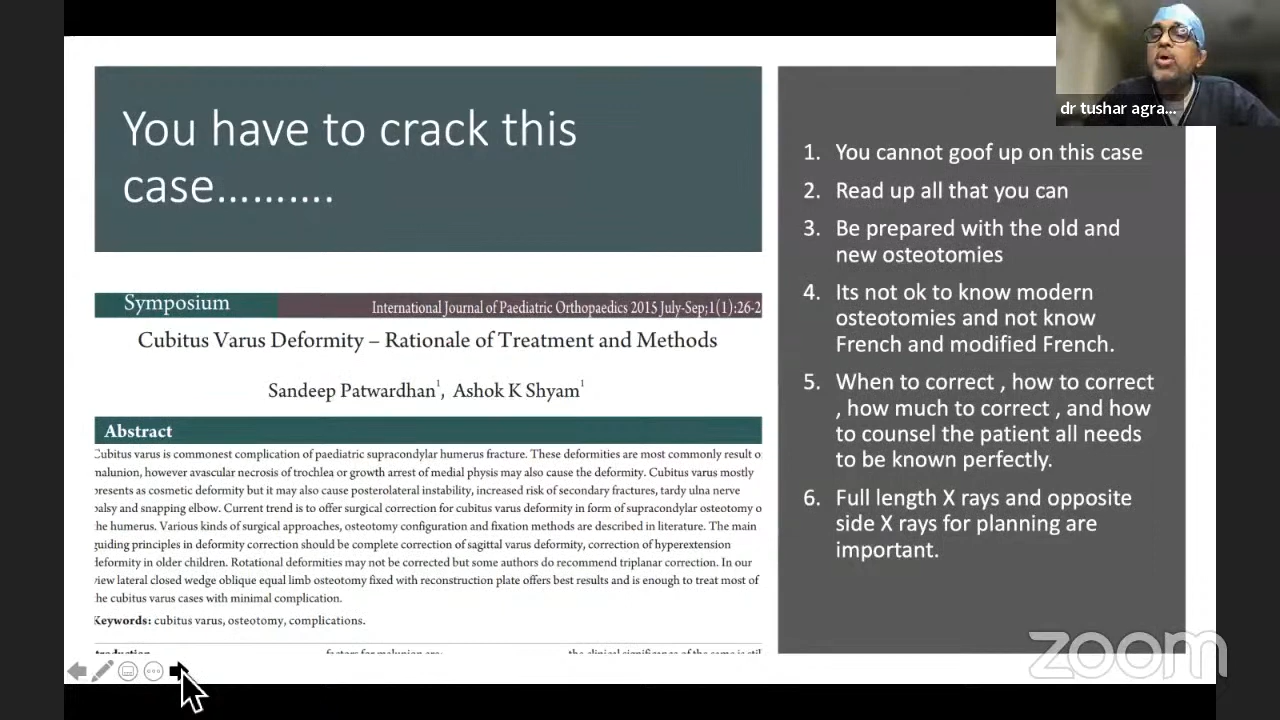 You have to crack this
case……….
Symposium
International Journal of Paediatric Orthopaedics 2015 July-Sep;1(1):26-2
Cubitus Varus Deformity – Rationale of Treatment and Methods
Sandeep Patwardhan¹, Ashok K Shyam¹
Abstract
Cubitus varus is commonest complication of paediatric supracondylar humerus fracture. These deformities are most commonly result o
malunion, however avascular necrosis of trochlea or growth arrest of medial physis may also cause the deformity. Cubitus varus mostly
presents as cosmetic deformity but it may also cause posterolateral instability, increased risk of secondary fractures, tardy ulna nerve
palsy and snapping elbow. Current trend is to offer surgical correction for cubitus varus deformity in form of supracondylar osteotomy o
the humerus. Various kinds of surgical approaches, osteotomy configuration and fixation methods are described in literature. The main
guiding principles in deformity correction should be complete correction of sagittal varus deformity, correction of hyperextension
deformity in older children. Rotational deformities may not be corrected but some authors do recommend triplanar correction. In our
view lateral closed wedge oblique equal limb osteotomy fixed with reconstruction plate offers best results and is enough to treat most of
the cubitus varus cases with minimal complication.
Keywords: cubitus varus, osteotomy, complications.
1. You cannot goof up on this case
2. Read up all that you can
3. Be prepared with the old and
new osteotomies
4. Its not ok to know modern
osteotomies and not know
French and modified French.
5. When to correct , how to correct
, how much to correct , and how
to counsel the patient all needs
to be known perfectly.
6. Full length X rays and opposite
side X rays for planning are
important.
dr tushar agra...
zoom